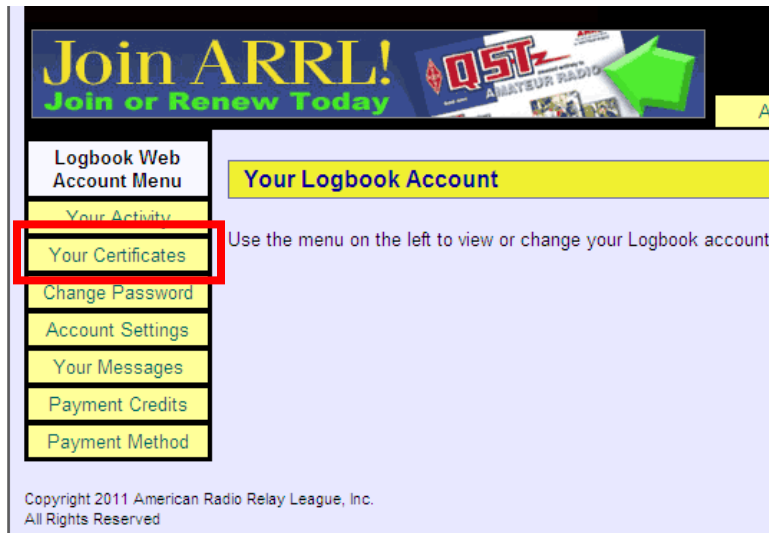 Join ARRL!
Join or Renew Today
QST
AMATEUR RADIO
A
Logbook Web
Account Menu
Your Logbook Account
Your Activity
Your Certificates
Use the menu on the left to view or change your Logbook account
Change Password
Account Settings
Your Messages
Payment Credits
Payment Method
Copyright 2011 American Radio Relay League, Inc.
All Rights Reserved